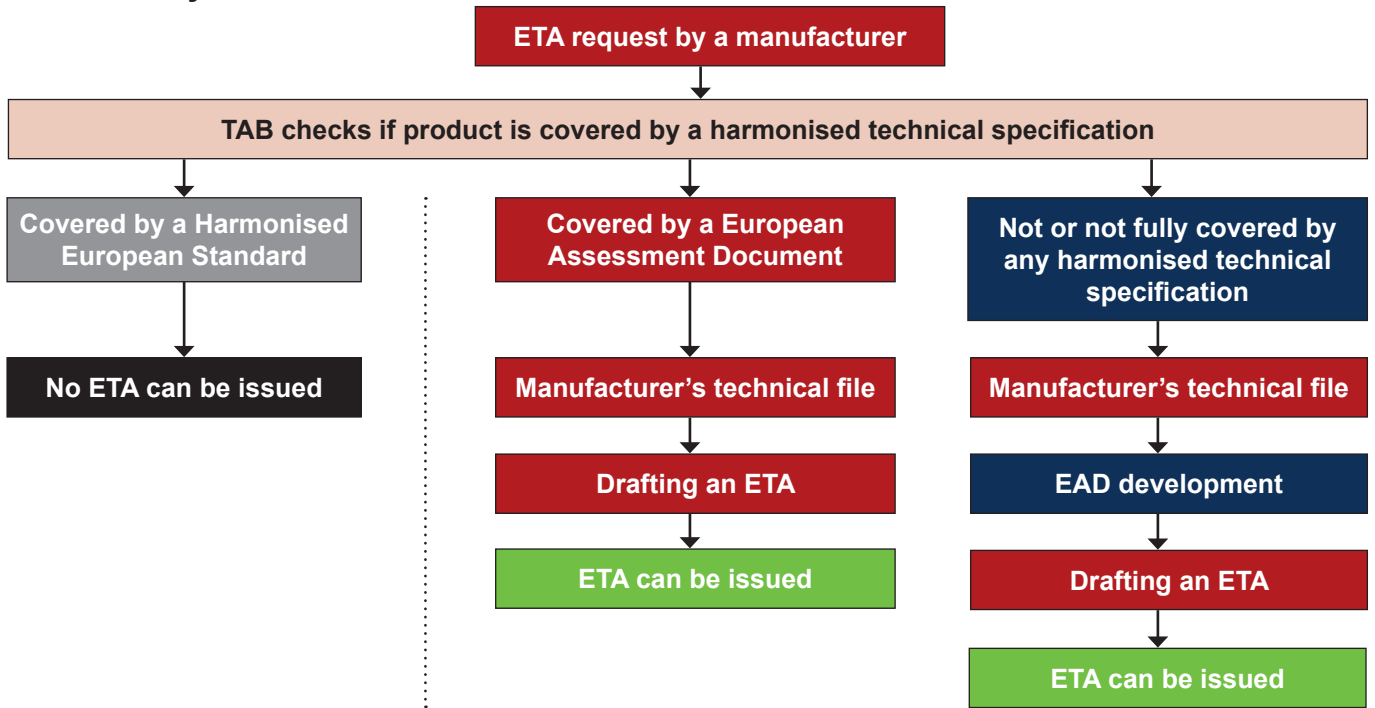 ETA request by a manufacturer
TAB checks if product is covered by a harmonised technical specification
Covered by a Harmonised
European Standard
No ETA can be issued
Covered by a European
Assessment Document
Manufacturer's technical file
Drafting an ETA
ETA can be issued
Not or not fully covered by
any harmonised technical
specification
Manufacturer's technical file
EAD development
Drafting an ETA
ETA can be issued